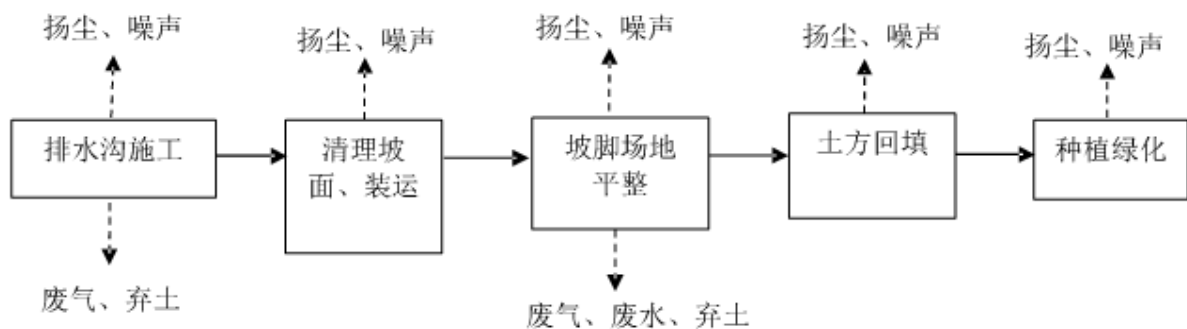 扬尘、噪声
扬尘、噪声
扬尘、噪声
扬尘、噪声
扬尘、噪声
排水沟施工
清理坡
面、装运
坡脚场地
平整
土方回填
种植绿化
废气、弃土
废气、废水、弃土